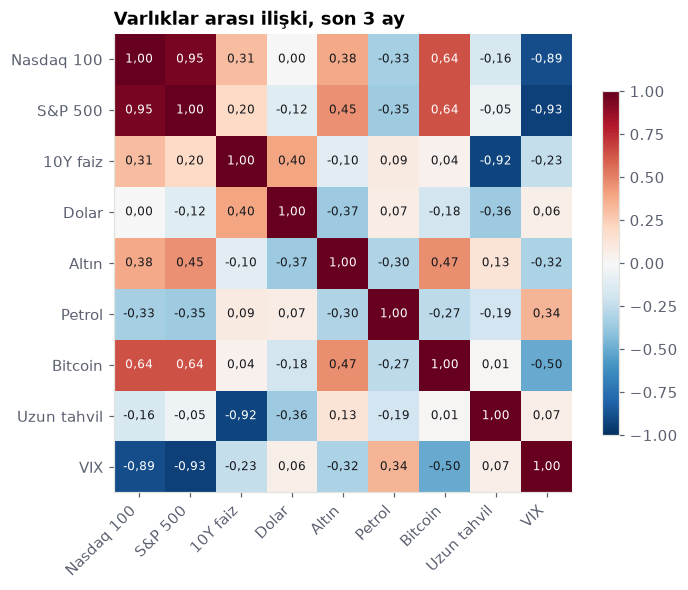 Varlıklar arası ilişki, son 3 ay
Nasdaq 100 1,00 0,95 0,31 0,00 0,38 -0,33 0,64 -0,16 -0,89
S&P 500 0,95 1,00 0,20 -0,12 0,45 -0,35 0,64 -0,05 -0,93
10Y faiz 0,31 0,20 1,00 0,40 -0,10 0,09 0,04 -0,92 -0,23
Dolar 0,00 -0,12 0,40 1,00 -0,37 0,07 -0,18 -0,36 0,06
Altın 0,38 0,45 -0,10 -0,37 1,00 -0,30 0,47 0,13 -0,32
Petrol -0,33 -0,35 0,09 0,07 -0,30 1,00 -0,27 -0,19 0,34
Bitcoin 0,64 0,64 0,04 -0,18 0,47 -0,27 1,00 0,01 -0,50
Uzun tahvil -0,16 -0,05 -0,92 -0,36 0,13 -0,19 0,01 1,00 0,07
VIX -0,89 -0,93 -0,23 0,06 -0,32 0,34 -0,50 0,07 1,00
Nasdaq 100 S&P 500 10Y faiz Dolar Altın Petrol Bitcoin Uzun tahvil VIX
1.00
0.75
0.50
0.25
0.00
−0.25
−0.50
−0.75
−1.00